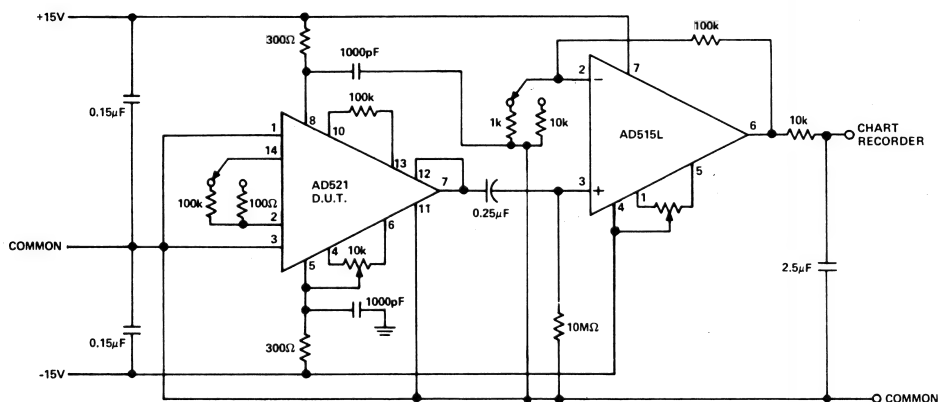 +15V
300Ω
1000pF
100k
0.15µF
8
100k
10
13
1
14
AD521
D.U.T.
12
7
11
100k
100Ω
2
3
COMMON
4
10k
6
5
1000pF
300Ω
0.15µF
-15V
0.25µF
1k
10k
2
−
7
AD515L
6
10k
CHART
RECORDER
3
+
4
1
5
10MΩ
2.5µF
COMMON